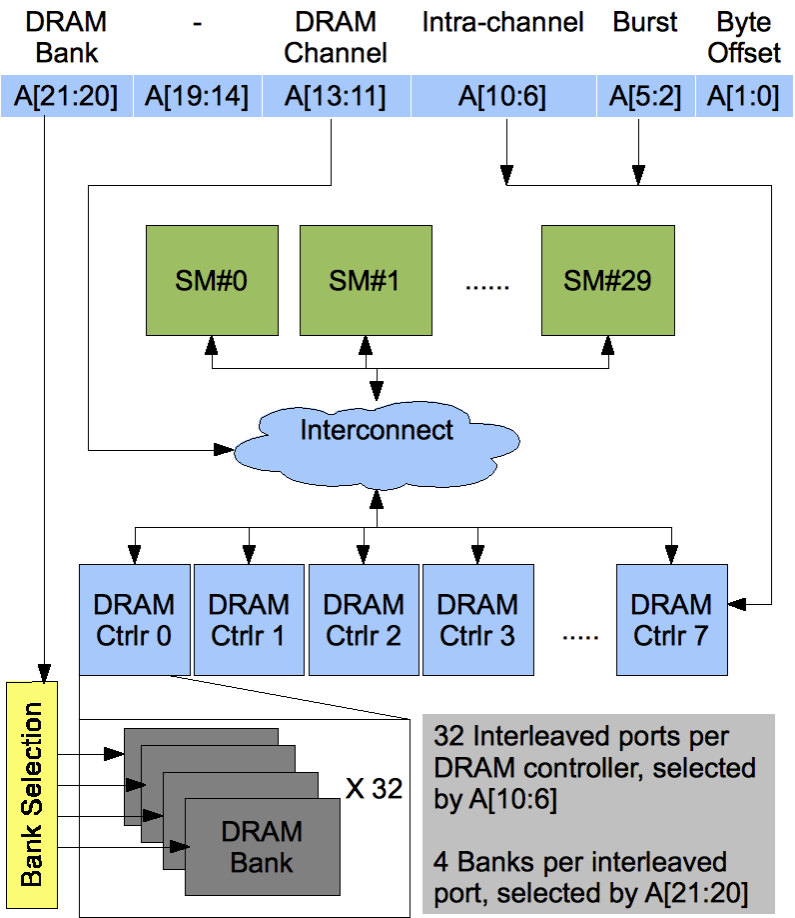 DRAM Bank
-
DRAM Channel
Intra-channel
Burst
Byte Offset
A[21:20]
A[19:14]
A[13:11]
A[10:6]
A[5:2]
A[1:0]
SM#0
SM#1
......
SM#29
Interconnect
DRAM
Ctrlr 0
DRAM
Ctrlr 1
DRAM
Ctrlr 2
DRAM
Ctrlr 3
.....
DRAM
Ctrlr 7
Bank Selection
DRAM
Bank
X 32
32 Interleaved ports per
DRAM controller, selected
by A[10:6]
4 Banks per interleaved
port, selected by A[21:20]